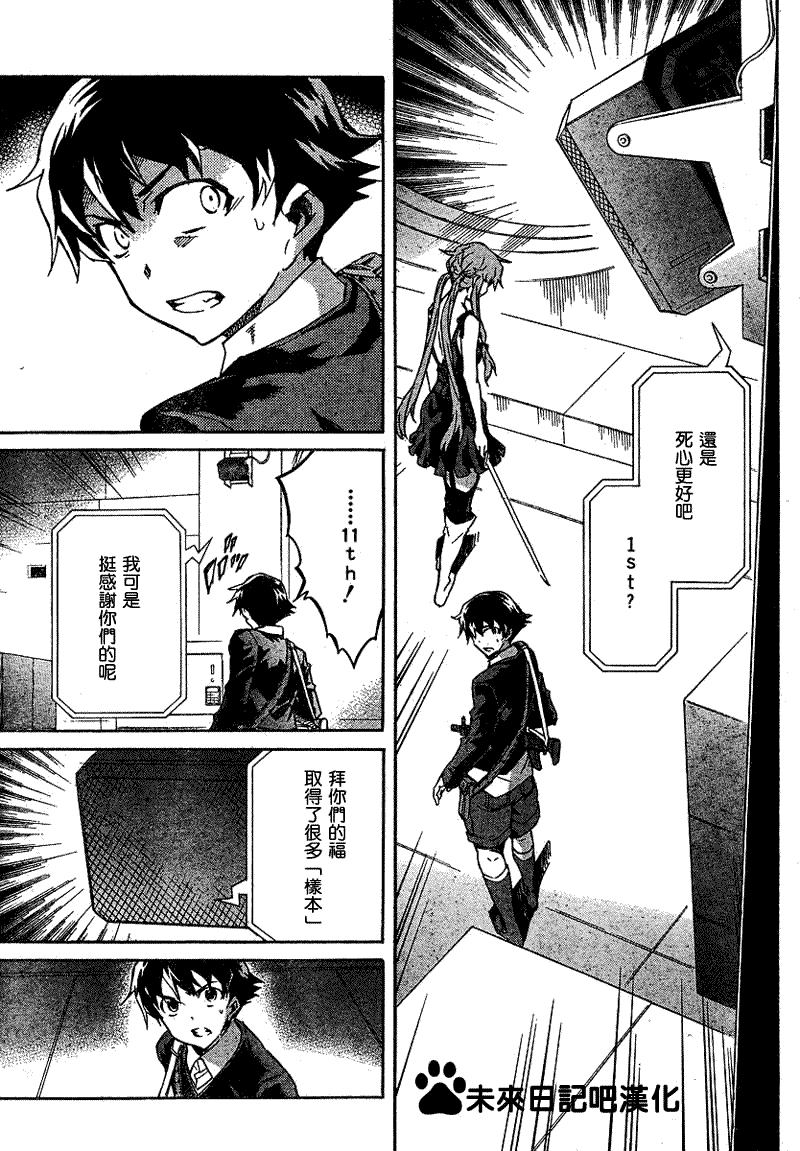 還是
死心更好吧
1st?
……11th!
我可是
挺感謝你們的呢
拜你們的福
取得了很多「樣本」
未來日記吧漢化